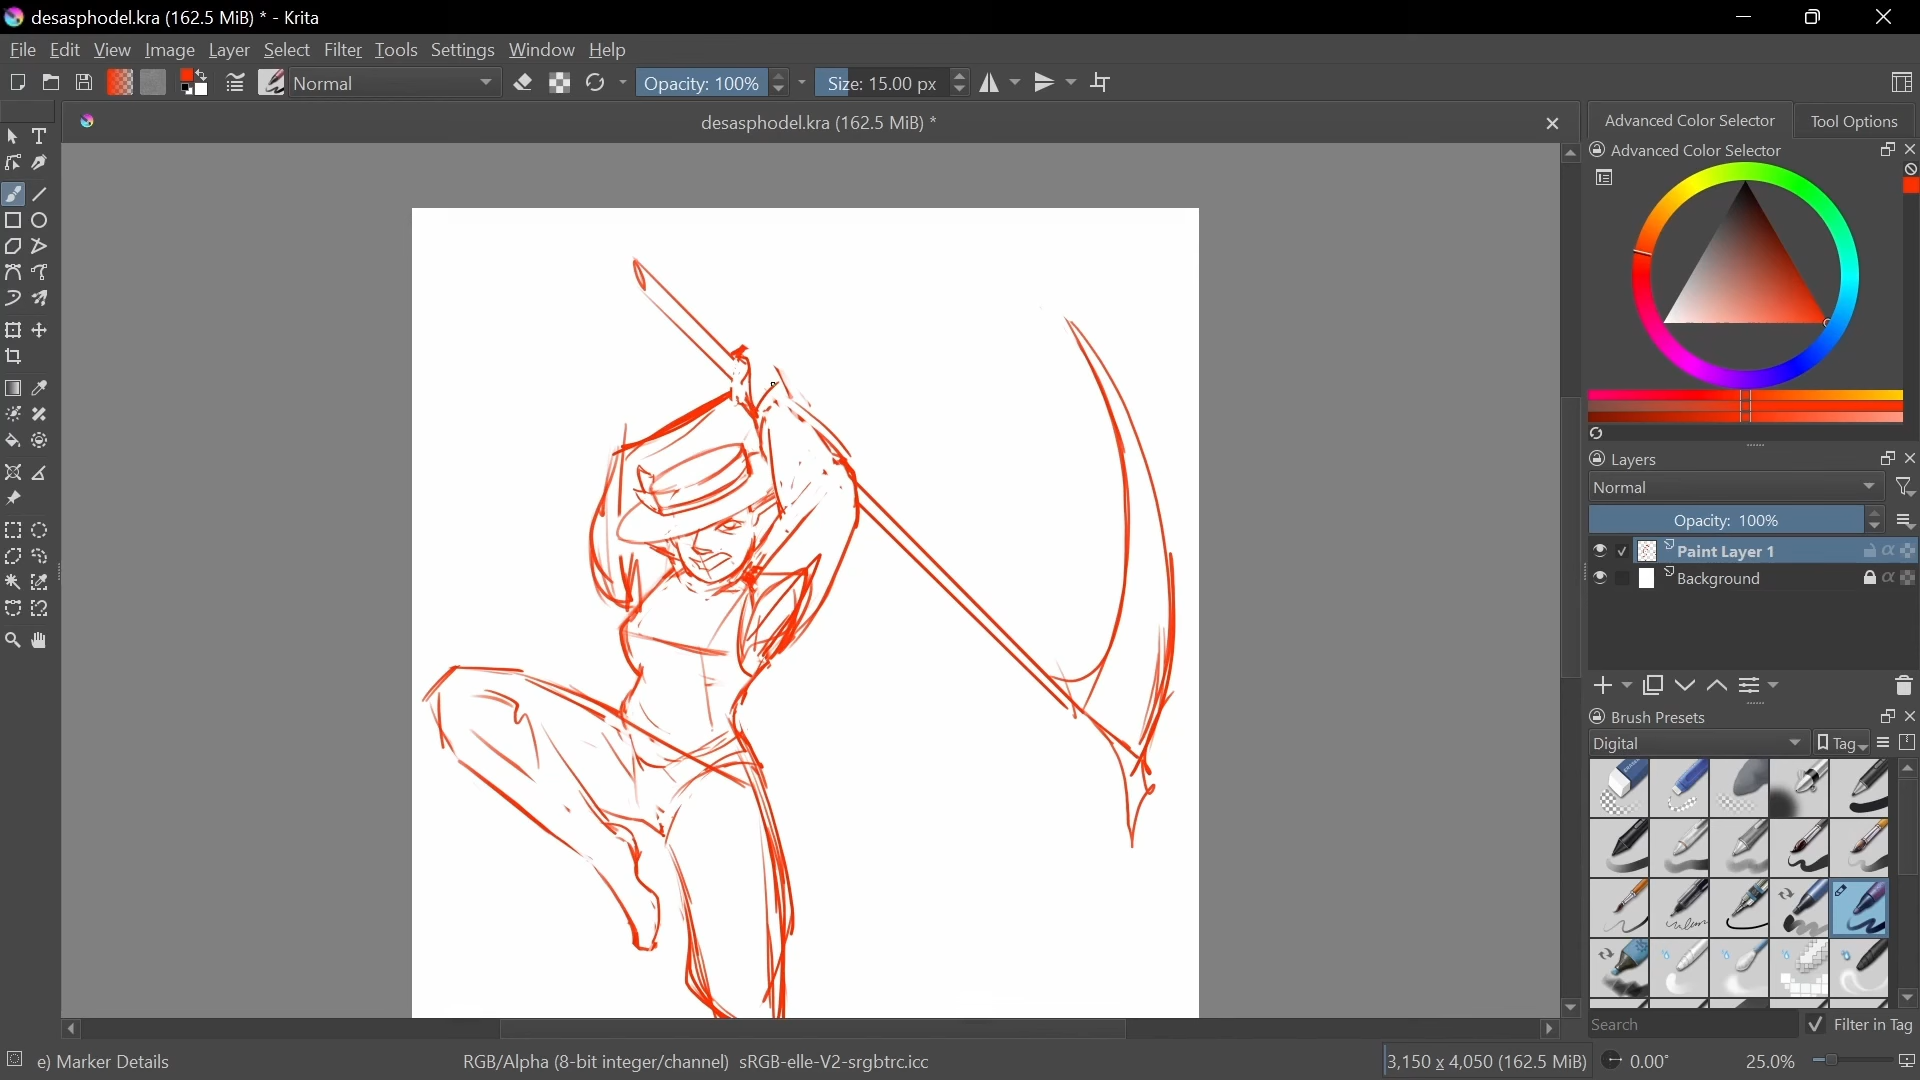 desasphodel.kra (162.5 MiB) * - Krita
File Edit View Image Layer Select Filter Tools Settings Window Help
Normal Opacity: 100% Size: 15.00 px
desasphodel.kra (162.5 MiB) *
Advanced Color Selector Tool Options
Advanced Color Selector
Layers
Normal
Opacity: 100%
Paint Layer 1
Background
Brush Presets
Digital Tag
Search Filter in Tag
e) Marker Details RGB/Alpha (8-bit integer/channel) sRGB-elle-V2-srgbtrc.icc 3,150 x 4,050 (162.5 MiB) 0.00° 25.0%